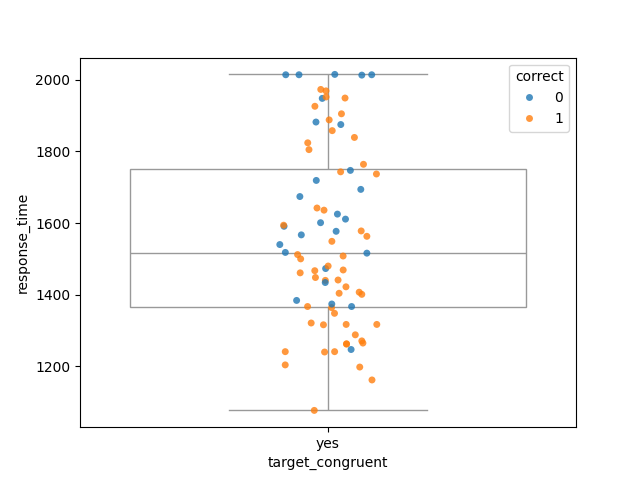 correct
0
1
2000
1800
1600
1400
1200
response_time
yes
target_congruent